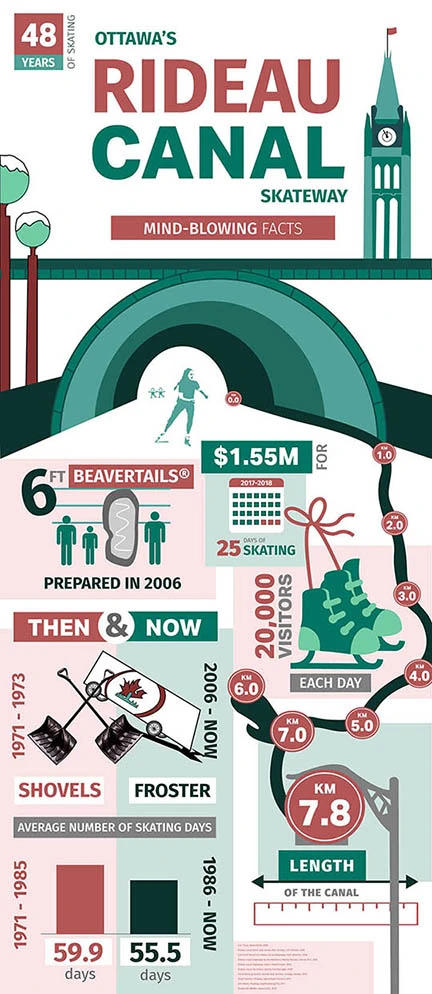 48
YEARS
OF SKATING
OTTAWA'S
RIDEAU
CANAL
SKATEWAY
MIND-BLOWING FACTS
KM
0.0
KM
1.0
6 FT BEAVERTAILS®
PREPARED IN 2006
$1.55M FOR
2017-2018
25 DAYS OF
SKATING
KM
2.0
KM
3.0
20,000
VISITORS
EACH DAY
KM
4.0
KM
5.0
KM
6.0
KM
7.0
THEN & NOW
1971 - 1973
2006 - NOW
SHOVELS
FROSTER
AVERAGE NUMBER OF SKATING DAYS
1971 - 1985
1986 - NOW
59.9
days
55.5
days
KM
7.8
LENGTH
OF THE CANAL